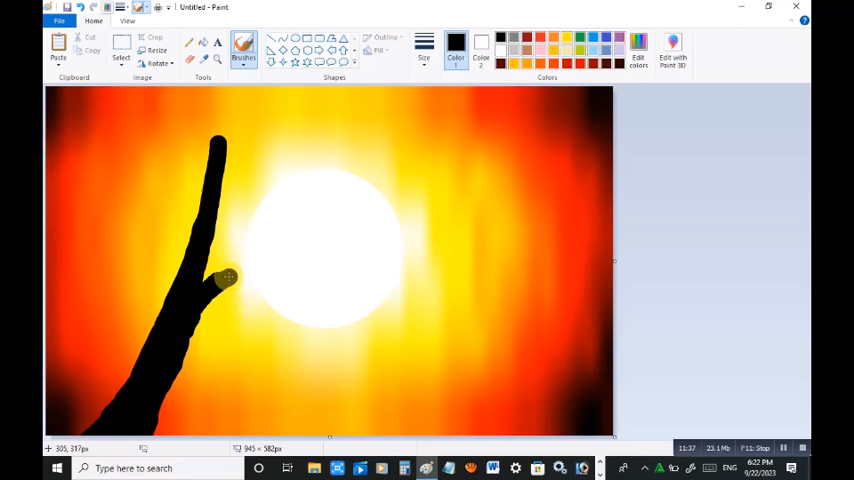 Untitled - Paint
File Home View
Paste
Cut
Copy
Clipboard
Select
Crop
Resize
Rotate
Image
A
Tools
Brushes
Shapes
Outline
Fill
Size
Color 1
Color 2
Colors
Edit colors
Edit with Paint 3D
305, 317px
945 × 582px
11:37 23.1 Mb F11: Stop
Type here to search
W
ENG
6:22 PM
9/22/2023